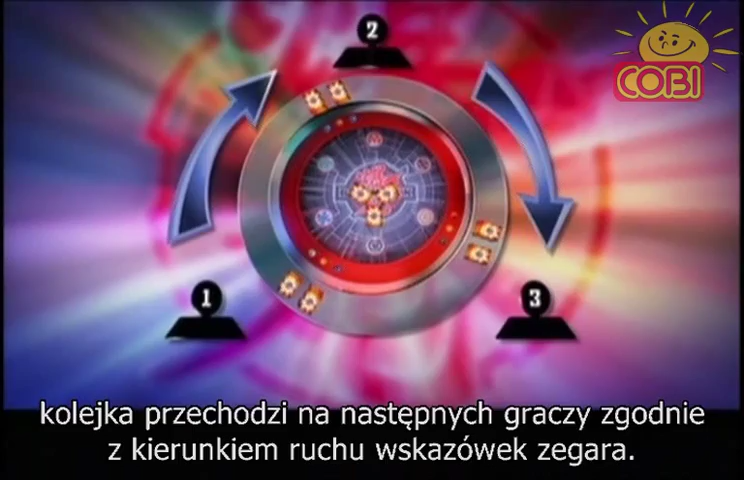 2
COBI
1
3
kolejka przechodzi na następnych graczy zgodnie
z kierunkiem ruchu wskazówek zegara.